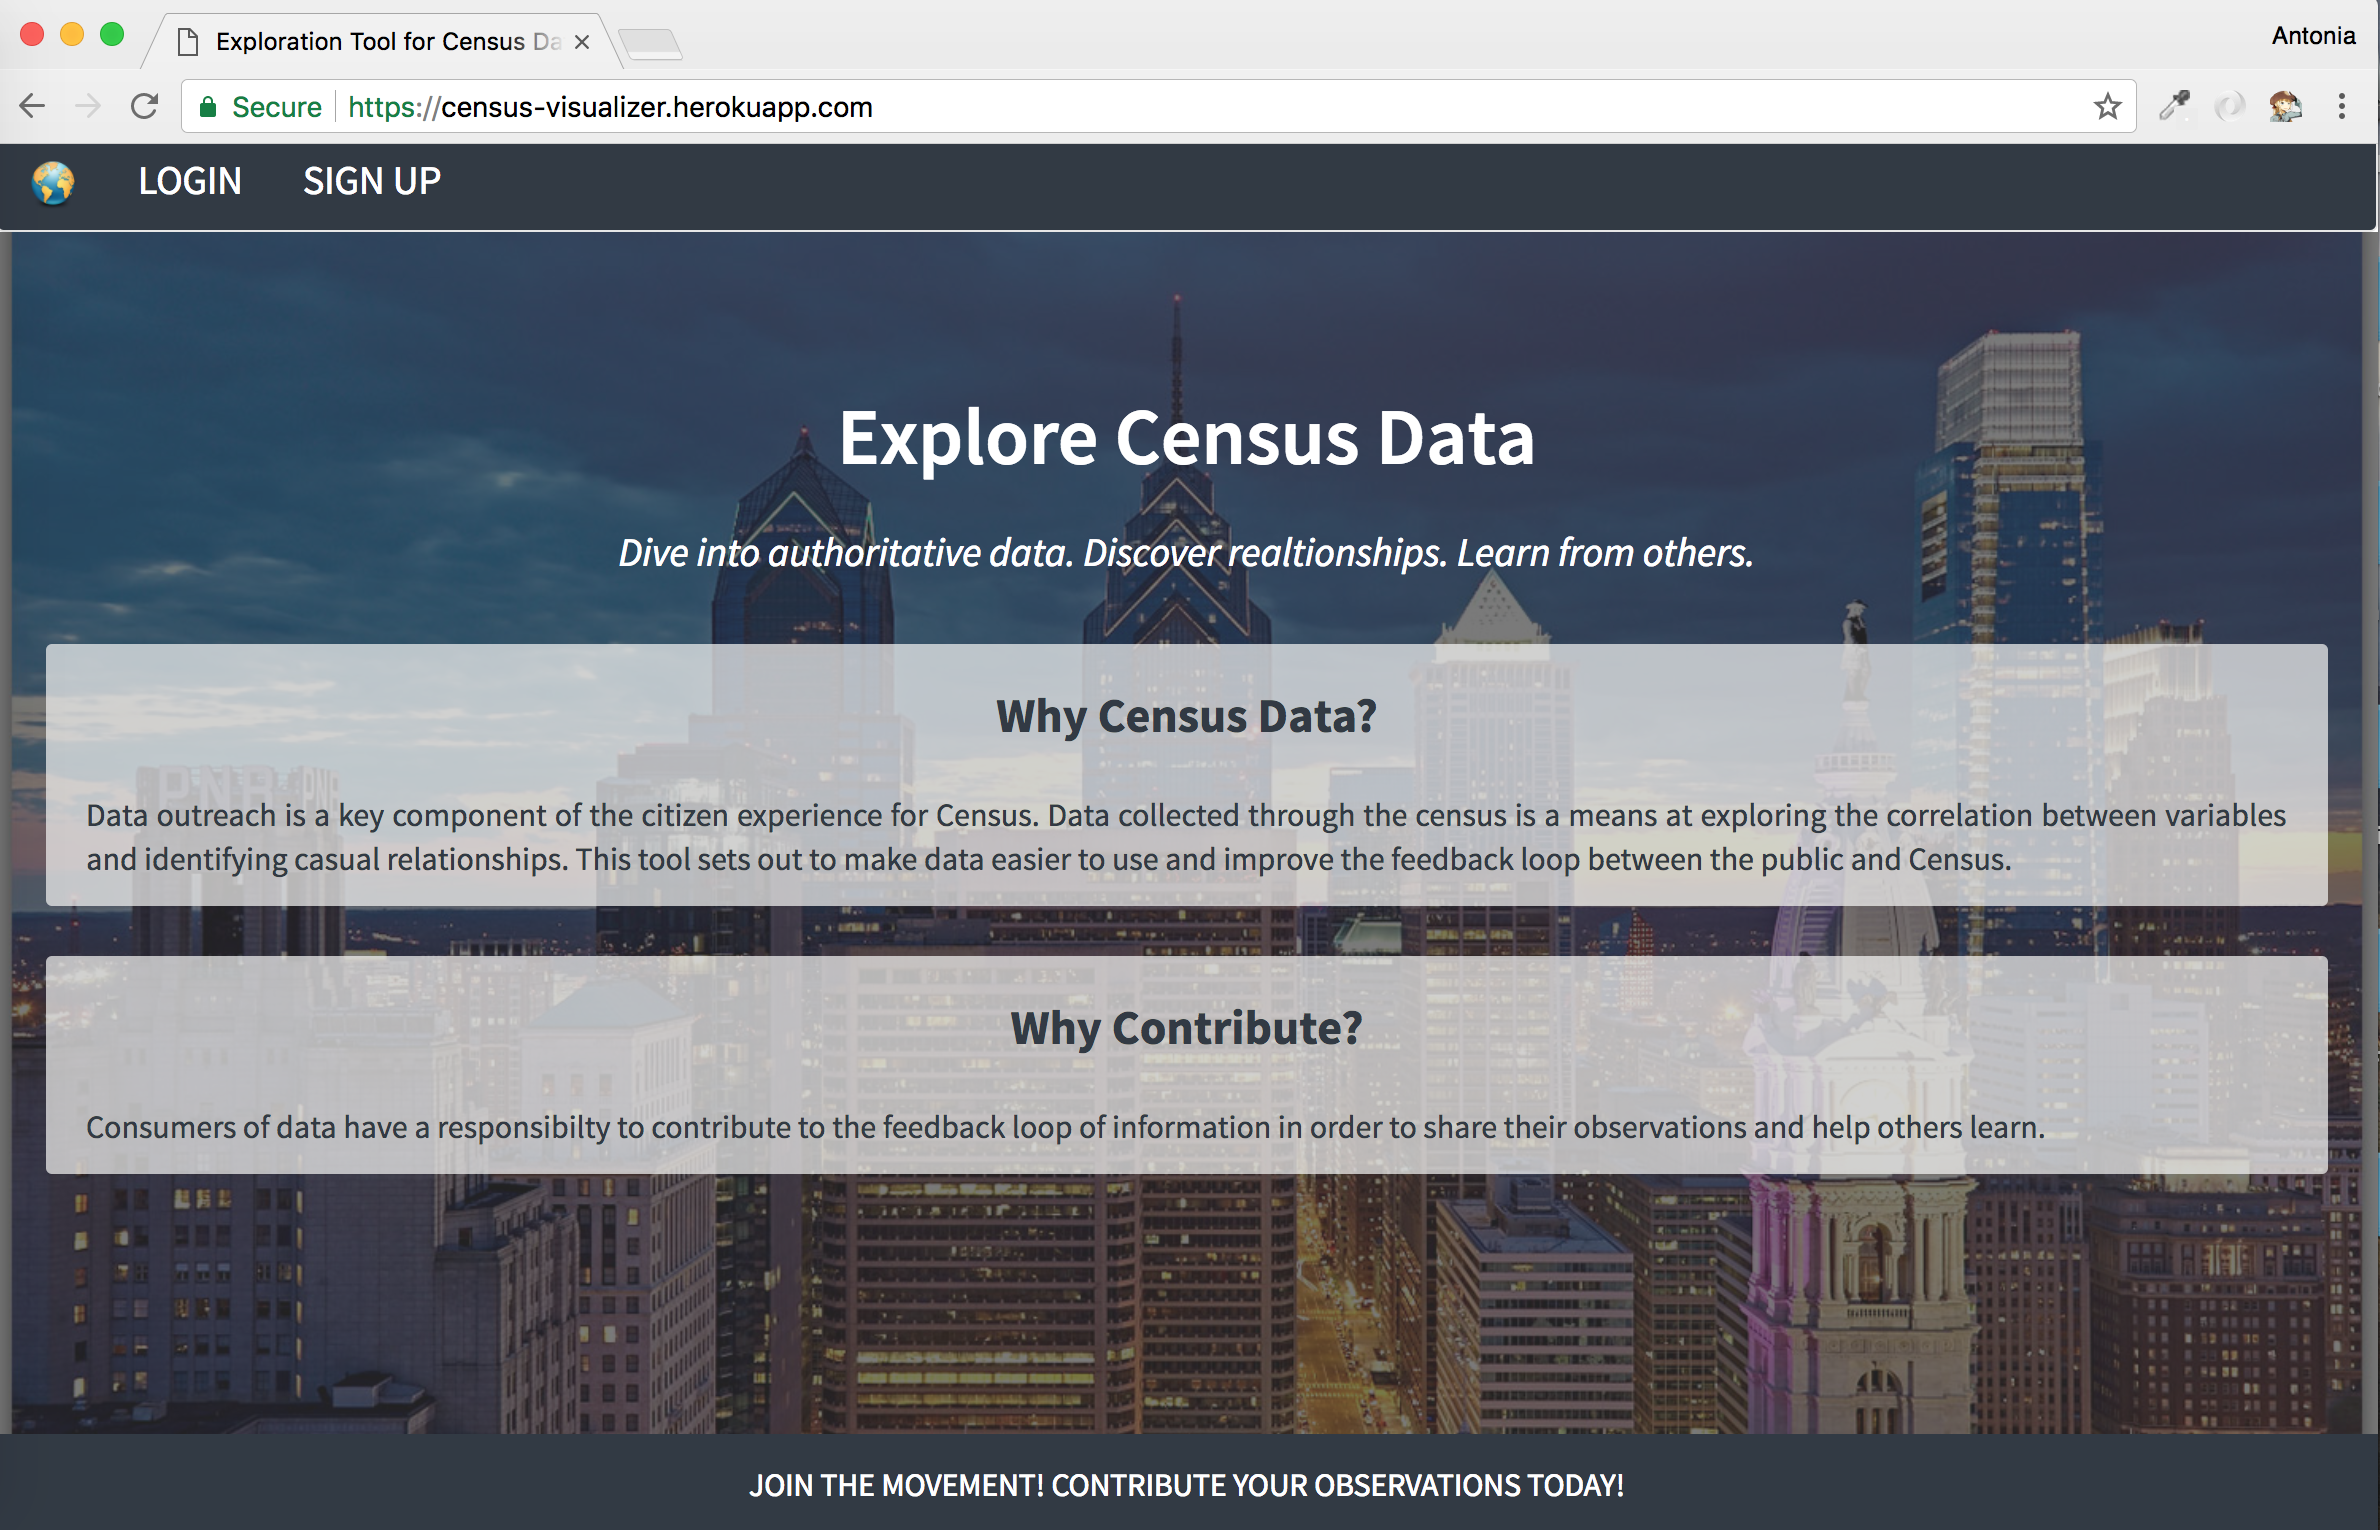 Exploration Tool for Census Da
Antonia
Secure
https://census-visualizer.herokuapp.com
LOGIN SIGN UP
Explore Census Data
Dive into authoritative data. Discover realtionships. Learn from others.
Why Census Data?
PNB PNB
Data outreach is a key component of the citizen experience for Census. Data collected through the census is a means at exploring the correlation between variables
and identifying casual relationships. This tool sets out to make data easier to use and improve the feedback loop between the public and Census.
Why Contribute?
Consumers of data have a responsibilty to contribute to the feedback loop of information in order to share their observations and help others learn.
JOIN THE MOVEMENT! CONTRIBUTE YOUR OBSERVATIONS TODAY!